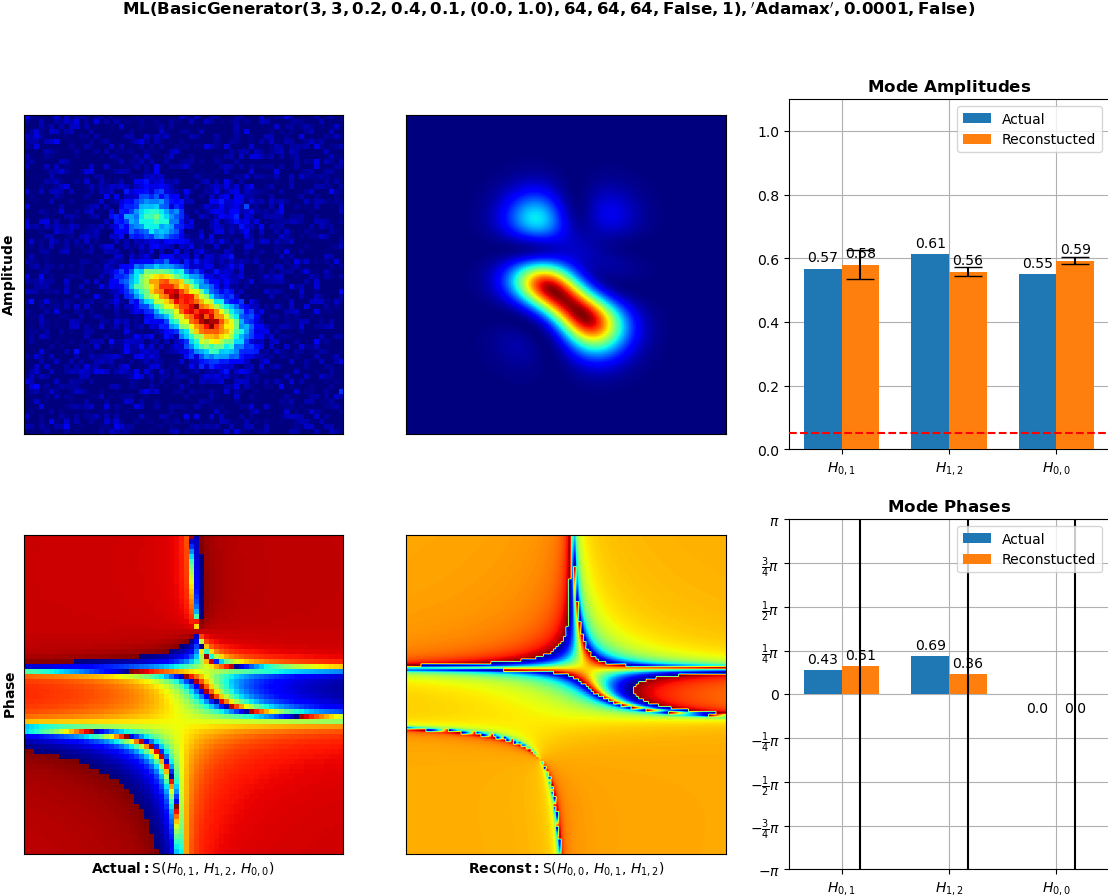 ML(BasicGenerator(3, 3, 0.2, 0.4, 0.1, (0.0, 1.0), 64, 64, 64, False, 1), ′Adamax′, 0.0001, False)
Amplitude
Mode Amplitudes
Actual
Reconstucted
1.0
0.8
0.6
0.4
0.2
0.0
0.57 0.58 0.61 0.56 0.55 0.59
H0,1 H1,2 H0,0
Phase
Actual: S(H0,1, H1,2, H0,0)
Reconst: S(H0,0, H0,1, H1,2)
Mode Phases
Actual
Reconstucted
π
3/4π
1/2π
1/4π
0
−1/4π
−1/2π
−3/4π
−π
0.43 0.51 0.69 0.36 0.0 0.0
H0,1 H1,2 H0,0